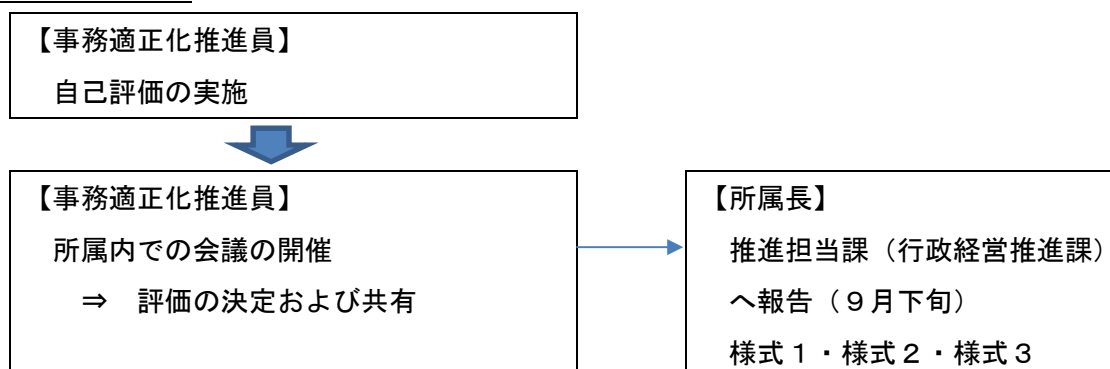 【事務適正化推進員】
自己評価の実施
【事務適正化推進員】
所属内での会議の開催
⇒　評価の決定および共有
【所属長】
推進担当課（行政経営推進課）
へ報告（９月下旬）
様式１・様式２・様式３